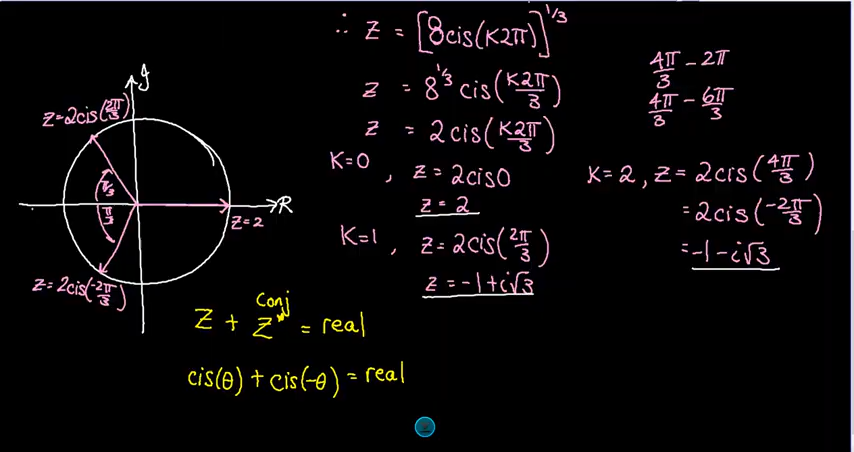 ∴ z = [8cis(k2π)]^1/3
z = 8^1/3 cis(k2π/3)
z = 2cis(k2π/3)
k=0, z = 2cis0
z = 2
k=1, z = 2cis(2π/3)
z = -1+i√3
4π/3 - 2π
4π/3 - 6π/3
k=2, z = 2cis(4π/3)
= 2cis(-2π/3)
= -1-i√3
z=2cis(2π/3)
π/3
π/3
R
z=2
z=2cis(-2π/3)
conj
z + z* = real
cis(θ) + cis(-θ) = real